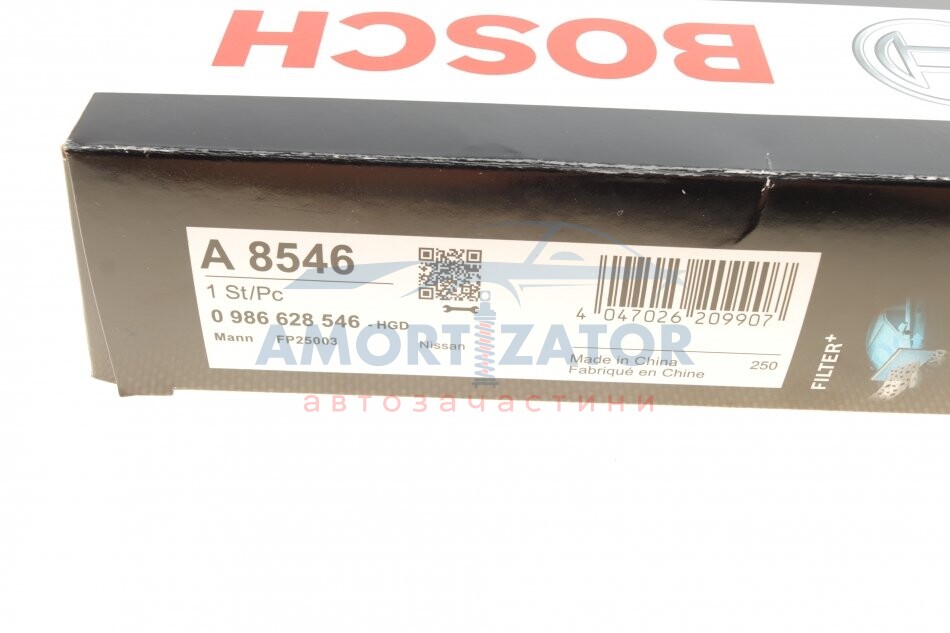 BOSCH
A 8546
1 St/Pc
0 986 628 546 - HGD
Mann FP25003 Nissan
4 047026 209907
Made in China
Fabriqué en Chine
250
FILTER+
AMORTIZATOR
автозачастини